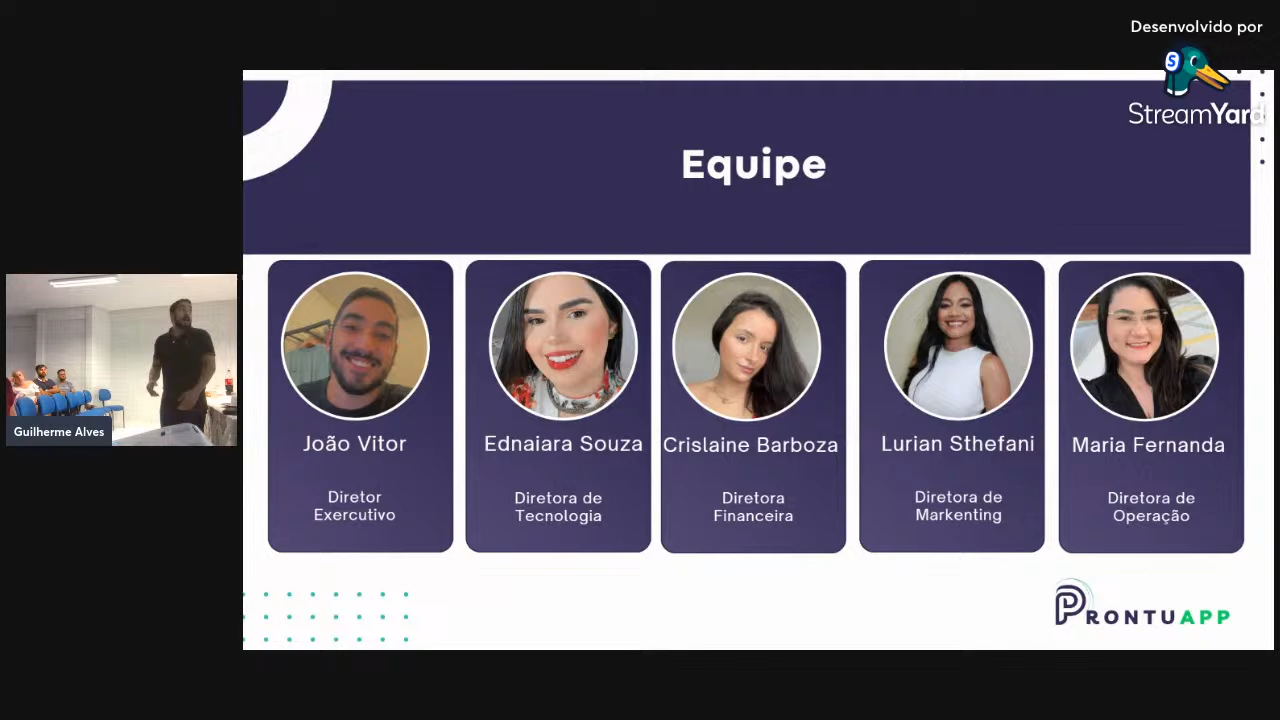 Desenvolvido por
S
StreamYard
Equipe
Guilherme Alves
João Vitor
Diretor
Exercutivo
Ednaiara Souza
Diretora de
Tecnologia
Crislaine Barboza
Diretora
Financeira
Lurian Sthefani
Diretora de
Markenting
Maria Fernanda
Diretora de
Operação
PRONTUAPP